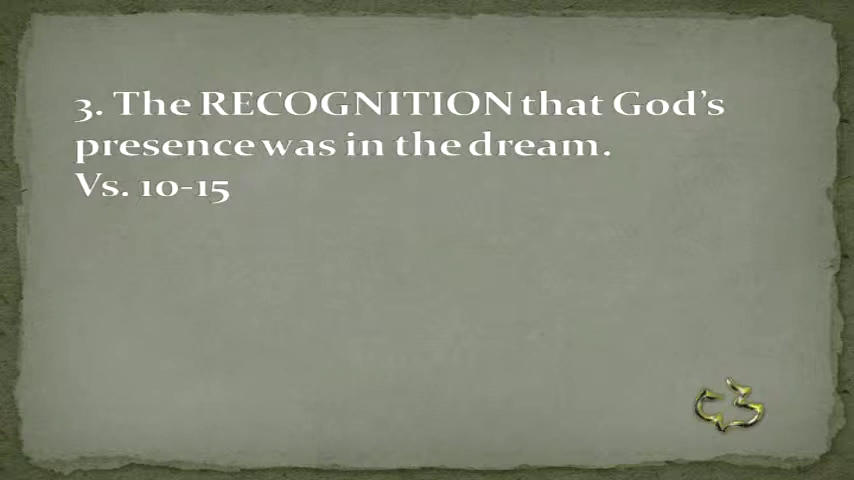 3. The RECOGNITION that God's
presence was in the dream.
Vs. 10-15